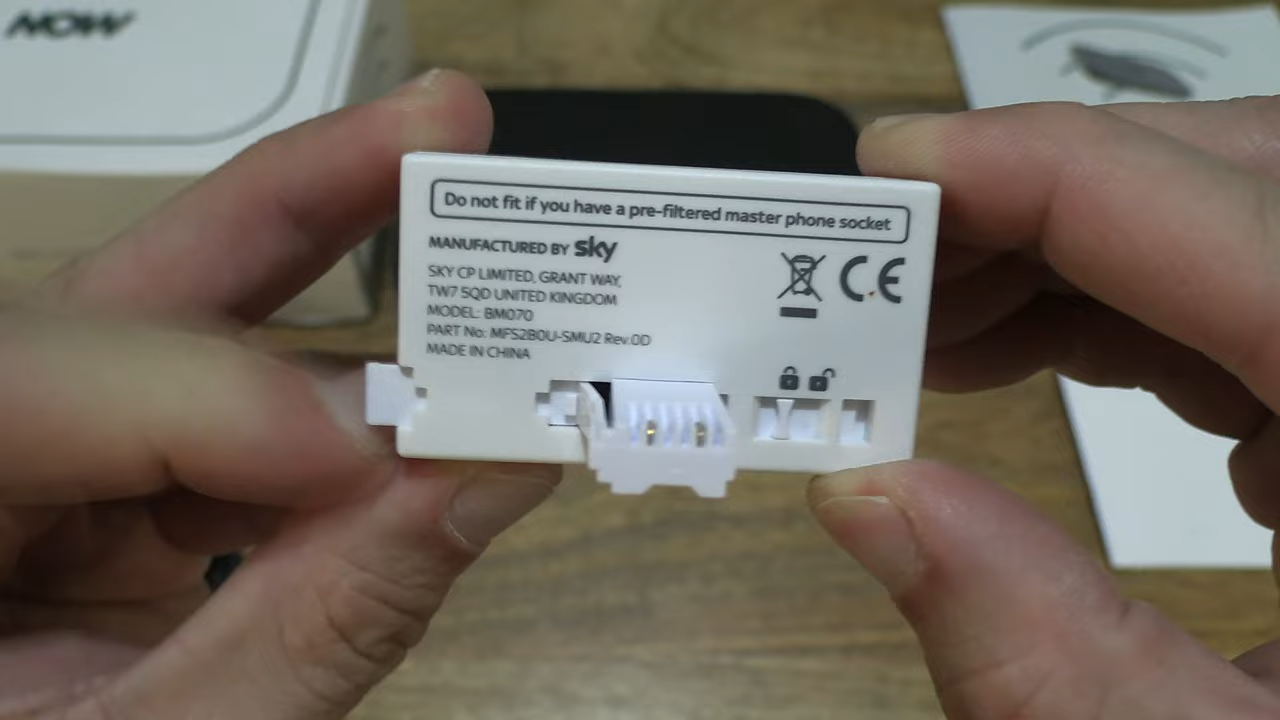 NOW
Do not fit if you have a pre-filtered master phone socket
MANUFACTURED BY sky
SKY CP LIMITED, GRANT WAY,
TW7 5QD UNITED KINGDOM
MODEL: BM070
PART No: MFS2B0U-SMU2 Rev.0D
MADE IN CHINA
CE